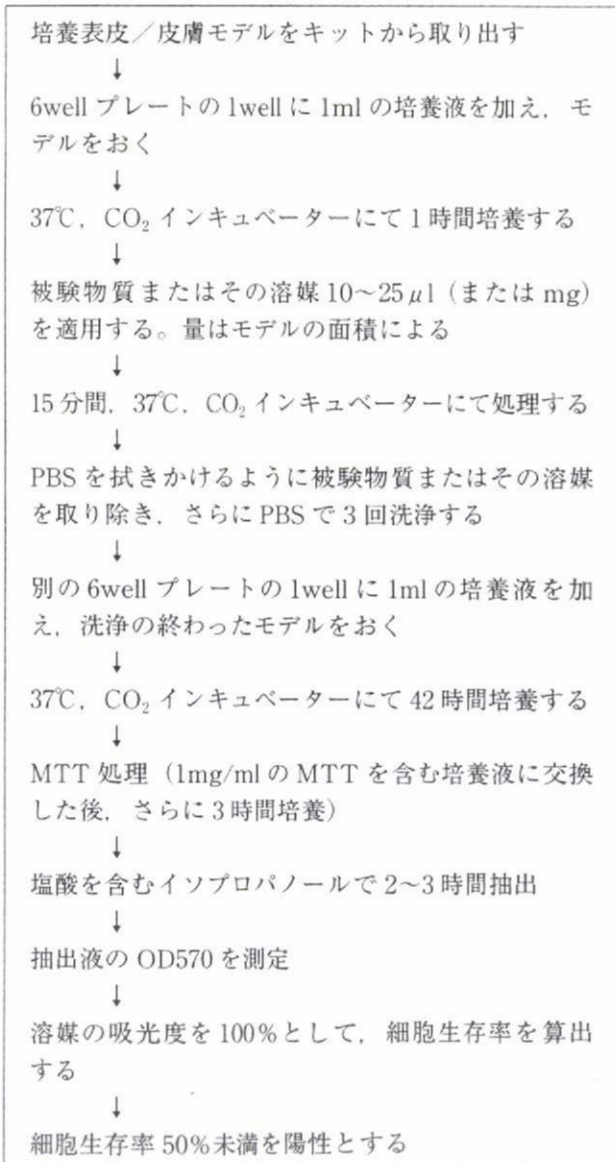 培養表皮／皮膚モデルをキットから取り出す
↓
6well プレートの 1well に 1ml の培養液を加え，モ
デルをおく
↓
37℃，CO₂ インキュベーターにて 1 時間培養する
↓
被験物質またはその溶媒 10〜25μl（または mg）
を適用する。量はモデルの面積による
↓
15 分間，37℃，CO₂ インキュベーターにて処理する
↓
PBS を拭きかけるように被験物質またはその溶媒
を取り除き，さらに PBS で 3 回洗浄する
↓
別の 6well プレートの 1well に 1ml の培養液を加
え，洗浄の終わったモデルをおく
↓
37℃，CO₂ インキュベーターにて 42 時間培養する
↓
MTT 処理（1mg/ml の MTT を含む培養液に交換
した後，さらに 3 時間培養）
↓
塩酸を含むイソプロパノールで 2〜3 時間抽出
↓
抽出液の OD570 を測定
↓
溶媒の吸光度を 100％として，細胞生存率を算出
する
↓
細胞生存率 50％未満を陽性とする